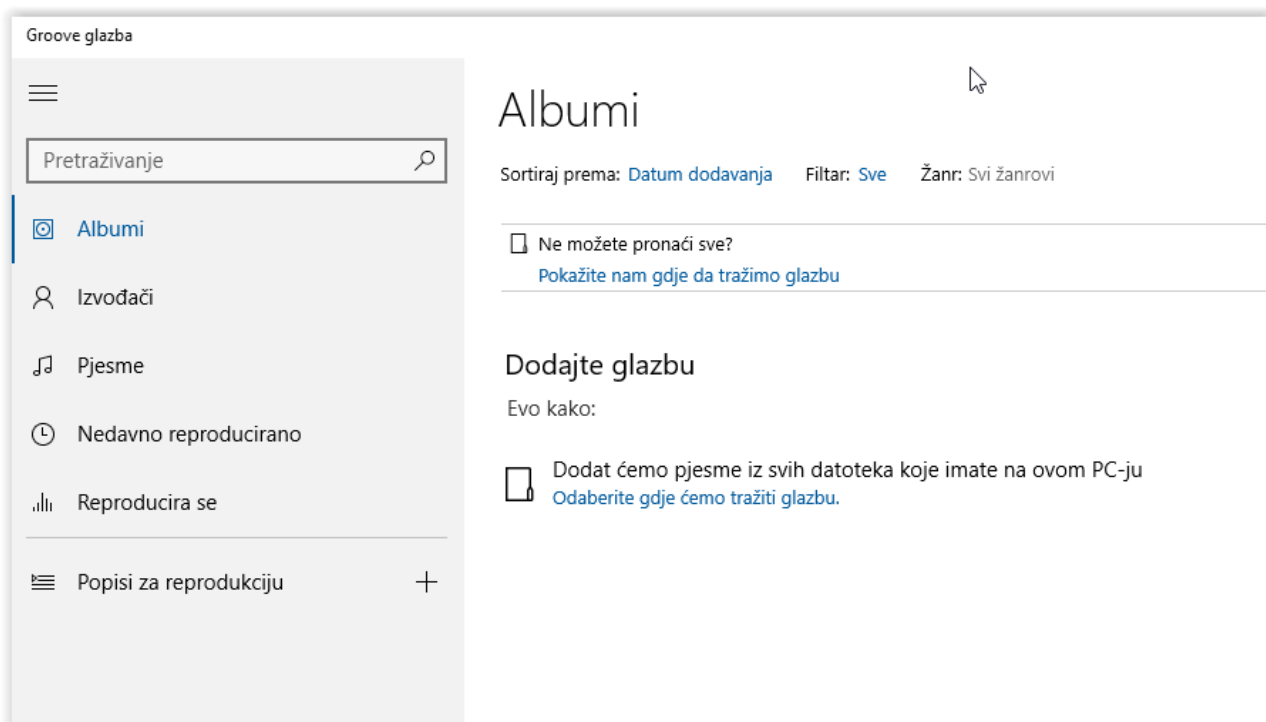 Groove glazba
Pretraživanje
Albumi
Izvođači
Pjesme
Nedavno reproducirano
Reproducira se
Popisi za reprodukciju
Albumi
Sortiraj prema: Datum dodavanja Filtar: Sve Žanr: Svi žanrovi
Ne možete pronaći sve?
Pokažite nam gdje da tražimo glazbu
Dodajte glazbu
Evo kako:
Dodat ćemo pjesme iz svih datoteka koje imate na ovom PC-ju
Odaberite gdje ćemo tražiti glazbu.